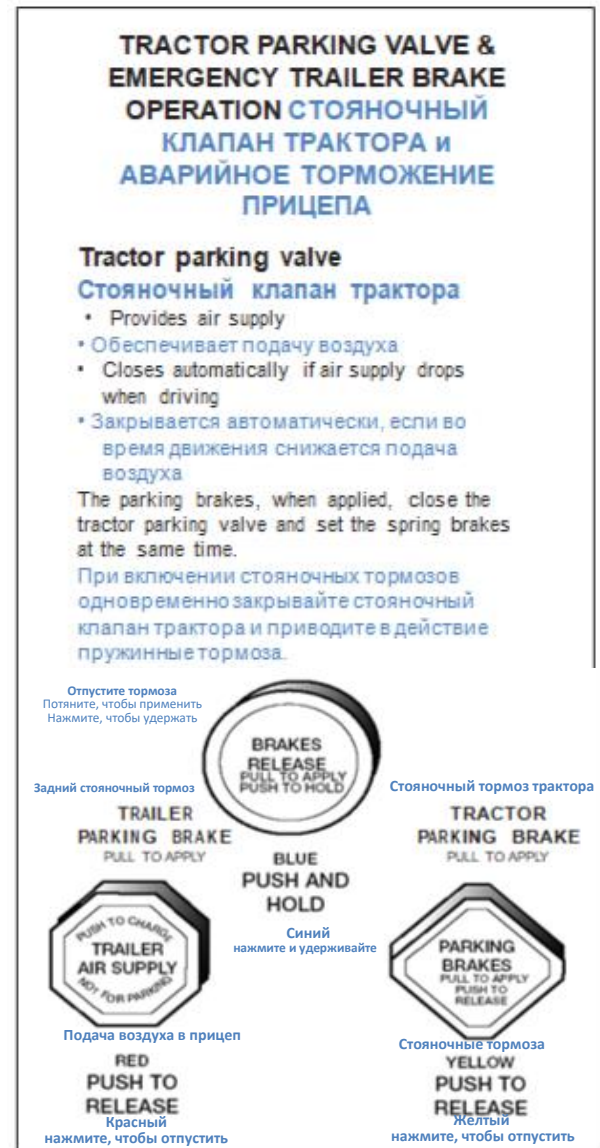 TRACTOR PARKING VALVE &
EMERGENCY TRAILER BRAKE
OPERATION СТОЯНОЧНЫЙ
КЛАПАН ТРАКТОРА и
АВАРИЙНОЕ ТОРМОЖЕНИЕ
ПРИЦЕПА
Tractor parking valve
Стояночный клапан трактора
• Provides air supply
• Обеспечивает подачу воздуха
• Closes automatically if air supply drops
when driving
• Закрывается автоматически, если во
время движения снижается подача
воздуха
The parking brakes, when applied, close the
tractor parking valve and set the spring brakes
at the same time.
При включении стояночных тормозов
одновременно закрывайте стояночный
клапан трактора и приводите в действие
пружинные тормоза.
Отпустите тормоза
Потяните, чтобы применить
Нажмите, чтобы удержать
BRAKES
RELEASE
PULL TO APPLY
PUSH TO HOLD
Задний стояночный тормоз
TRAILER
PARKING BRAKE
PULL TO APPLY
Стояночный тормоз трактора
TRACTOR
PARKING BRAKE
PULL TO APPLY
BLUE
PUSH AND
HOLD
Синий
нажмите и удерживайте
PUSH TO CHARGE
TRAILER
AIR SUPPLY
NOT FOR PARKING
PARKING
BRAKES
PULL TO APPLY
PUSH TO
RELEASE
Подача воздуха в прицеп
RED
PUSH TO
RELEASE
Красный
нажмите, чтобы отпустить
Стояночные тормоза
YELLOW
PUSH TO
RELEASE
Желтый
нажмите, чтобы отпустить